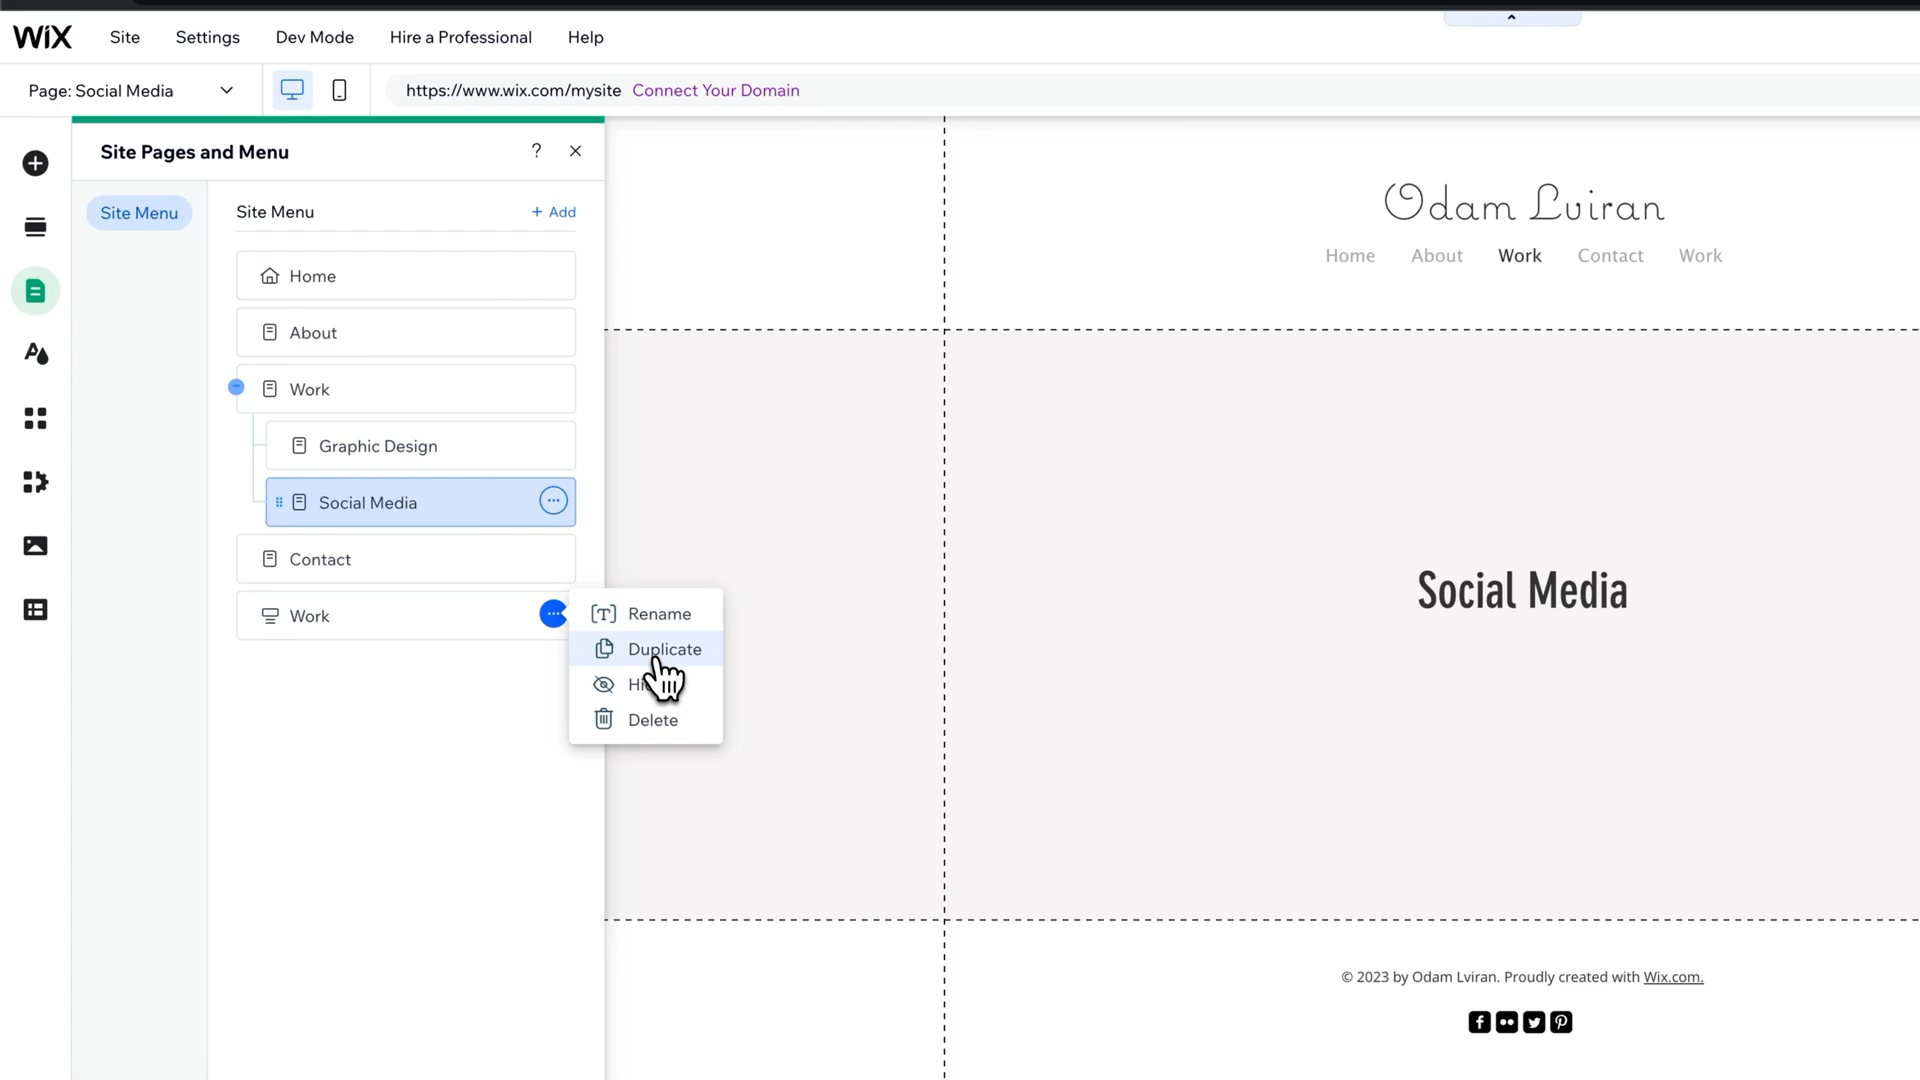 WiX
Site
Settings
Dev Mode
Hire a Professional
Help
Page: Social Media
https://www.wix.com/mysite
Connect Your Domain
Site Pages and Menu
?
Site Menu
Site Menu
+ Add
Home
About
Work
Graphic Design
Social Media
Contact
Work
Rename
Duplicate
Delete
Odam Lviran
Home
About
Work
Contact
Work
Social Media
© 2023 by Odam Lviran. Proudly created with Wix.com.